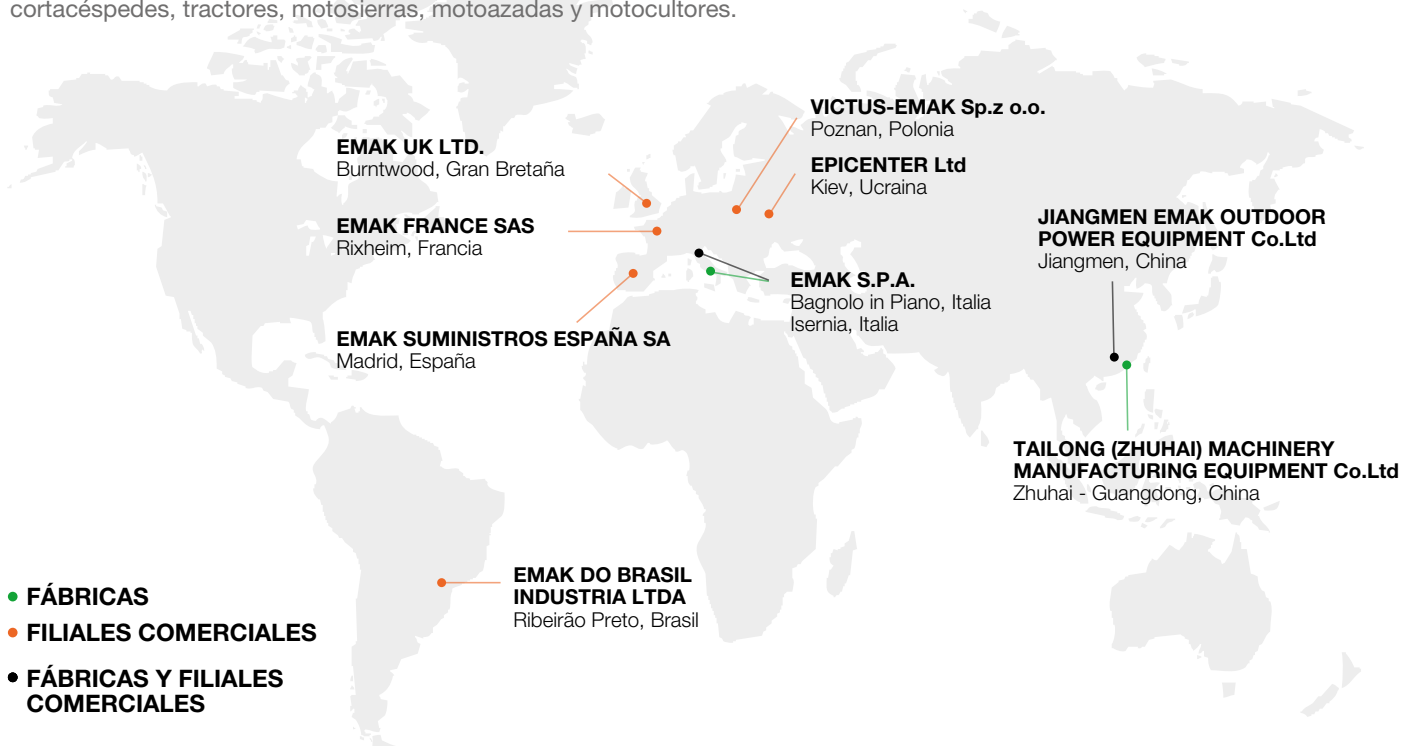 cortacéspedes, tractores, motosierras, motoazadas y motocultores.
VICTUS-EMAK Sp.z o.o.
Poznan, Polonia
EMAK UK LTD.
Burntwood, Gran Bretaña
EPICENTER Ltd
Kiev, Ucraina
EMAK FRANCE SAS
Rixheim, Francia
JIANGMEN EMAK OUTDOOR
POWER EQUIPMENT Co.Ltd
Jiangmen, China
EMAK S.P.A.
Bagnolo in Piano, Italia
Isernia, Italia
EMAK SUMINISTROS ESPAÑA SA
Madrid, España
TAILONG (ZHUHAI) MACHINERY
MANUFACTURING EQUIPMENT Co.Ltd
Zhuhai - Guangdong, China
EMAK DO BRASIL
INDUSTRIA LTDA
Ribeirão Preto, Brasil
FÁBRICAS
FILIALES COMERCIALES
FÁBRICAS Y FILIALES
COMERCIALES